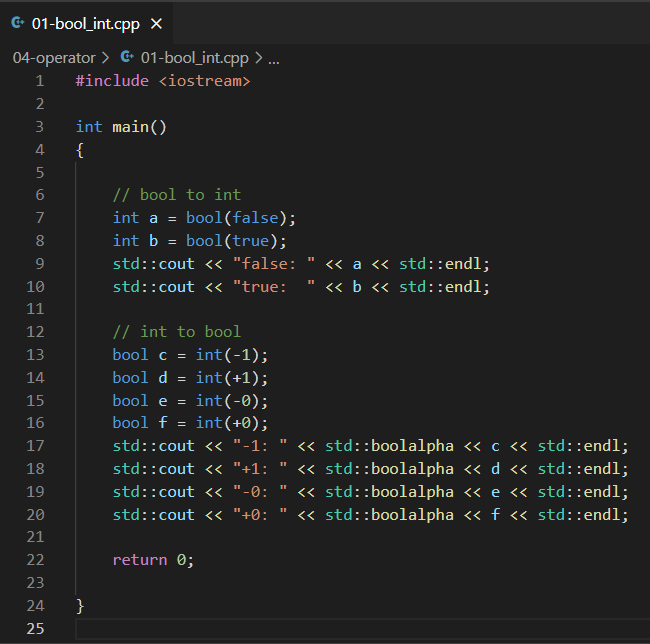 01-bool_int.cpp ×
04-operator > 01-bool_int.cpp > ...
1 #include <iostream>
2
3 int main()
4 {
5
6     // bool to int
7     int a = bool(false);
8     int b = bool(true);
9     std::cout << "false: " << a << std::endl;
10     std::cout << "true:  " << b << std::endl;
11
12     // int to bool
13     bool c = int(-1);
14     bool d = int(+1);
15     bool e = int(-0);
16     bool f = int(+0);
17     std::cout << "-1: " << std::boolalpha << c << std::endl;
18     std::cout << "+1: " << std::boolalpha << d << std::endl;
19     std::cout << "-0: " << std::boolalpha << e << std::endl;
20     std::cout << "+0: " << std::boolalpha << f << std::endl;
21
22     return 0;
23
24 }
25